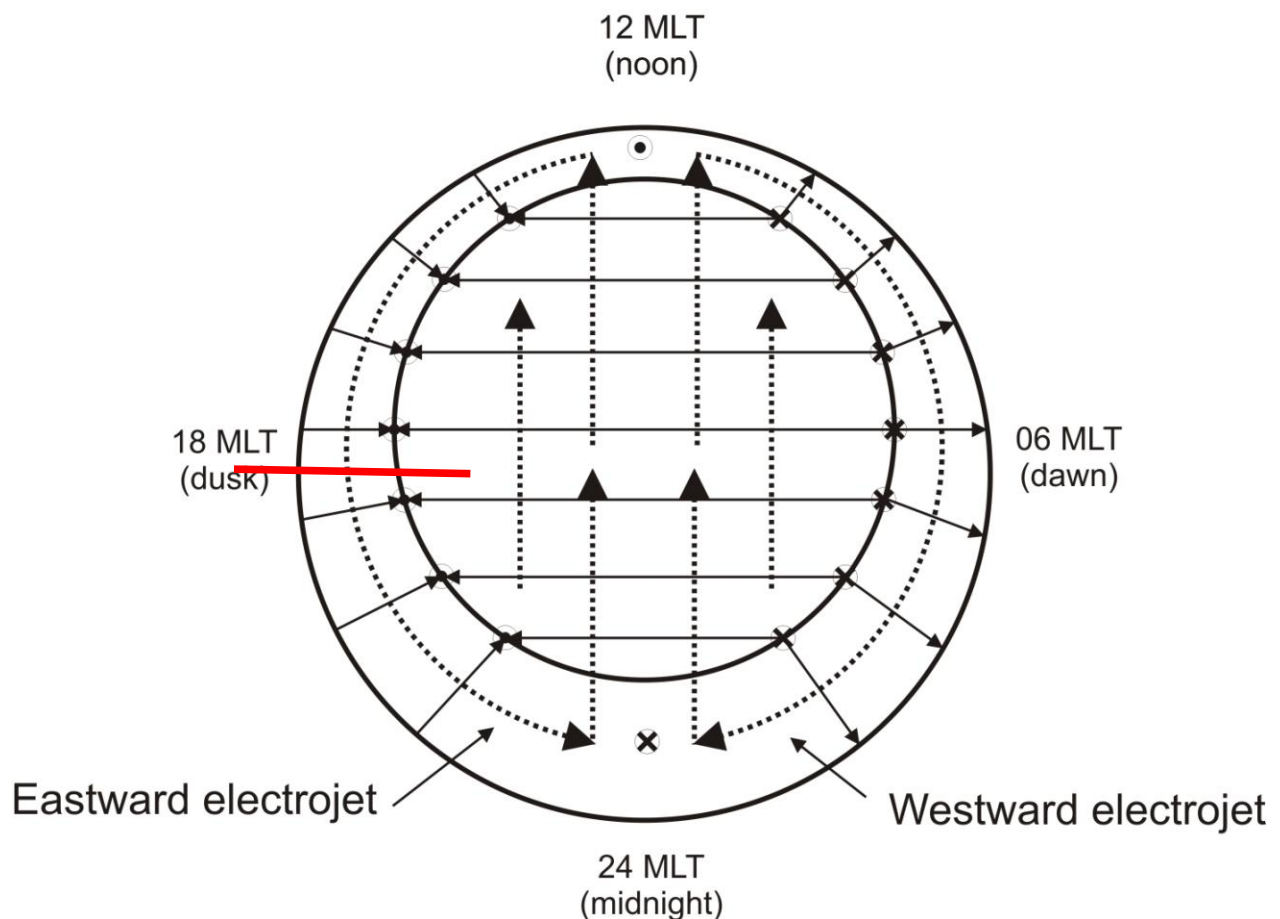 12 MLT
(noon)
18 MLT
(dusk)
06 MLT
(dawn)
Eastward electrojet
Westward electrojet
24 MLT
(midnight)